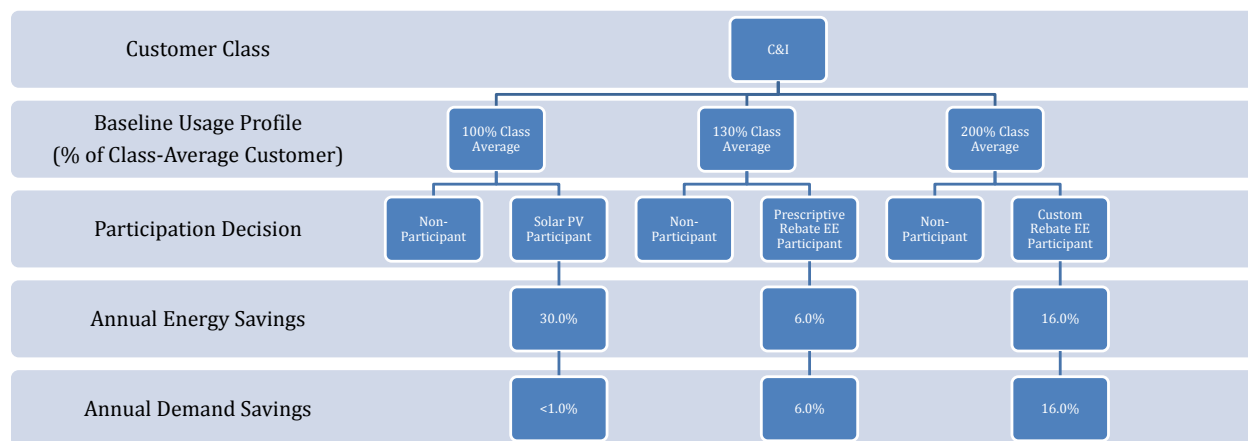 Customer Class
C&I
Baseline Usage Profile
(% of Class-Average Customer)
100% Class
Average
130% Class
Average
200% Class
Average
Participation Decision
Non-
Participant
Solar PV
Participant
Non-
Participant
Prescriptive
Rebate EE
Participant
Non-
Participant
Custom
Rebate EE
Participant
Annual Energy Savings
30.0%
6.0%
16.0%
Annual Demand Savings
<1.0%
6.0%
16.0%